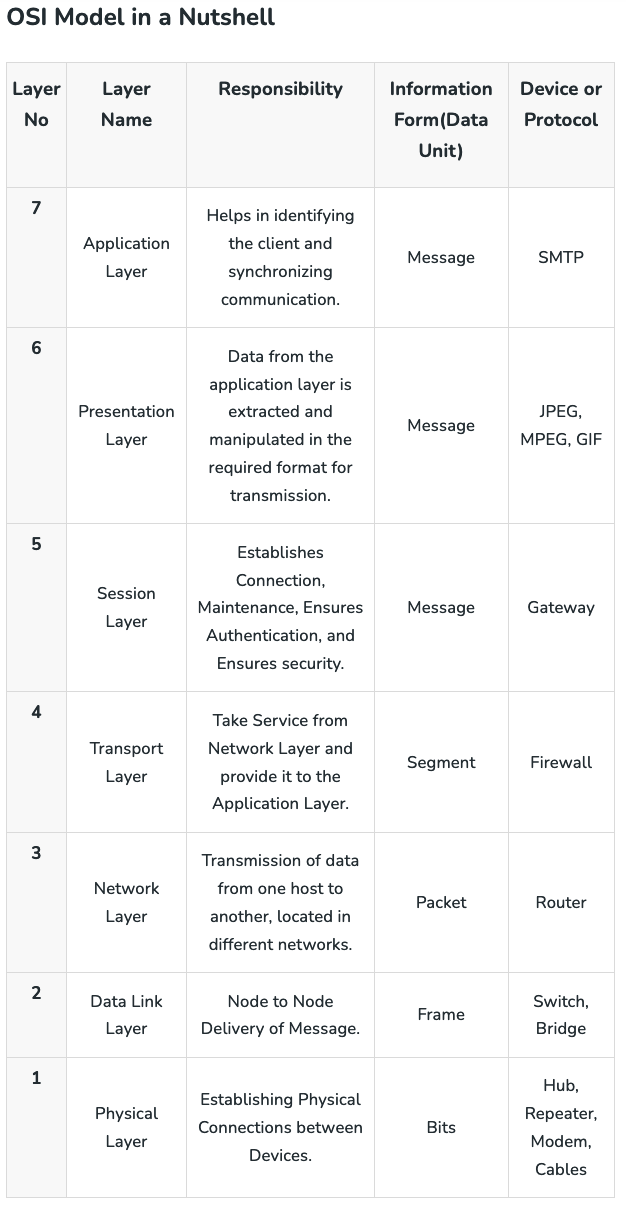 OSI Model in a Nutshell
Layer No | Layer Name | Responsibility | Information Form(Data Unit) | Device or Protocol
7
Application Layer
Helps in identifying
the client and
synchronizing
communication.
Message
SMTP
6
Presentation Layer
Data from the
application layer is
extracted and
manipulated in the
required format for
transmission.
Message
JPEG,
MPEG, GIF
5
Session Layer
Establishes
Connection,
Maintenance, Ensures
Authentication, and
Ensures security.
Message
Gateway
4
Transport Layer
Take Service from
Network Layer and
provide it to the
Application Layer.
Segment
Firewall
3
Network Layer
Transmission of data
from one host to
another, located in
different networks.
Packet
Router
2
Data Link Layer
Node to Node
Delivery of Message.
Frame
Switch,
Bridge
1
Physical Layer
Establishing Physical
Connections between
Devices.
Bits
Hub,
Repeater,
Modem,
Cables